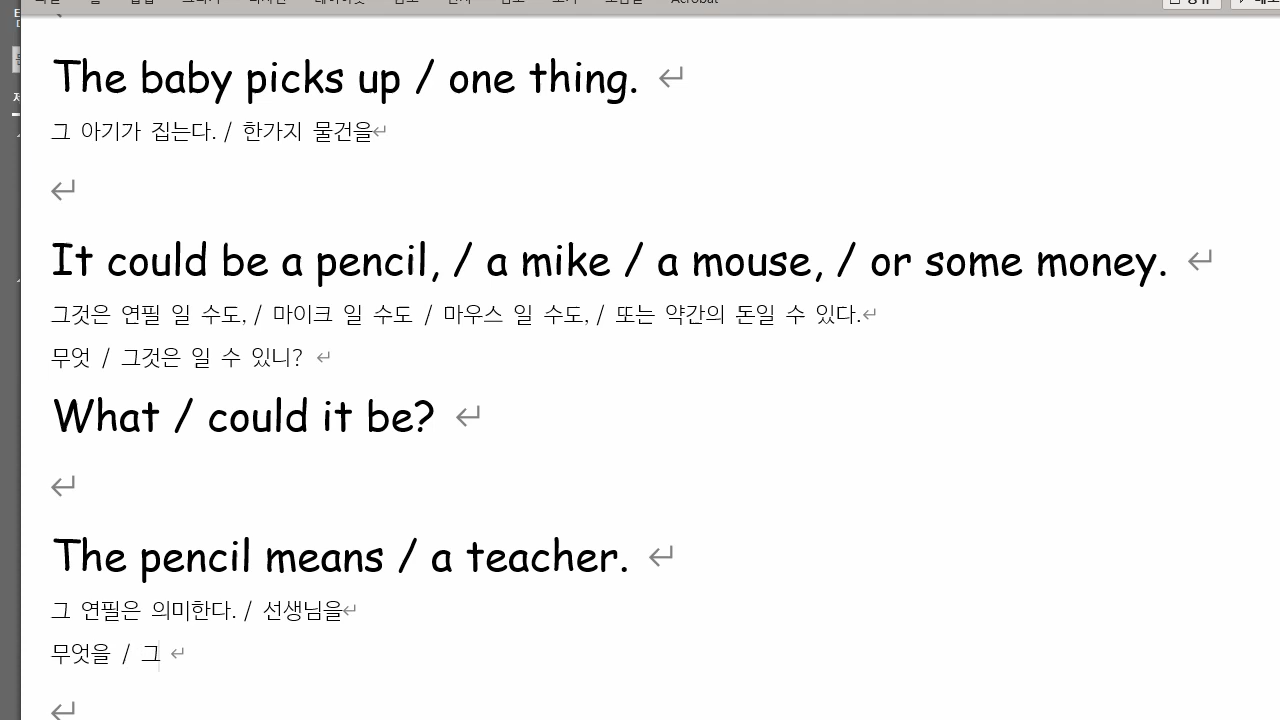 Acrobat
The baby picks up / one thing.
그 아기가 집는다. / 한가지 물건을
It could be a pencil, / a mike / a mouse, / or some money.
그것은 연필 일 수도, / 마이크 일 수도 / 마우스 일 수도, / 또는 약간의 돈일 수 있다.
무엇 / 그것은 일 수 있니?
What / could it be?
The pencil means / a teacher.
그 연필은 의미한다. / 선생님을
무엇을 / 그